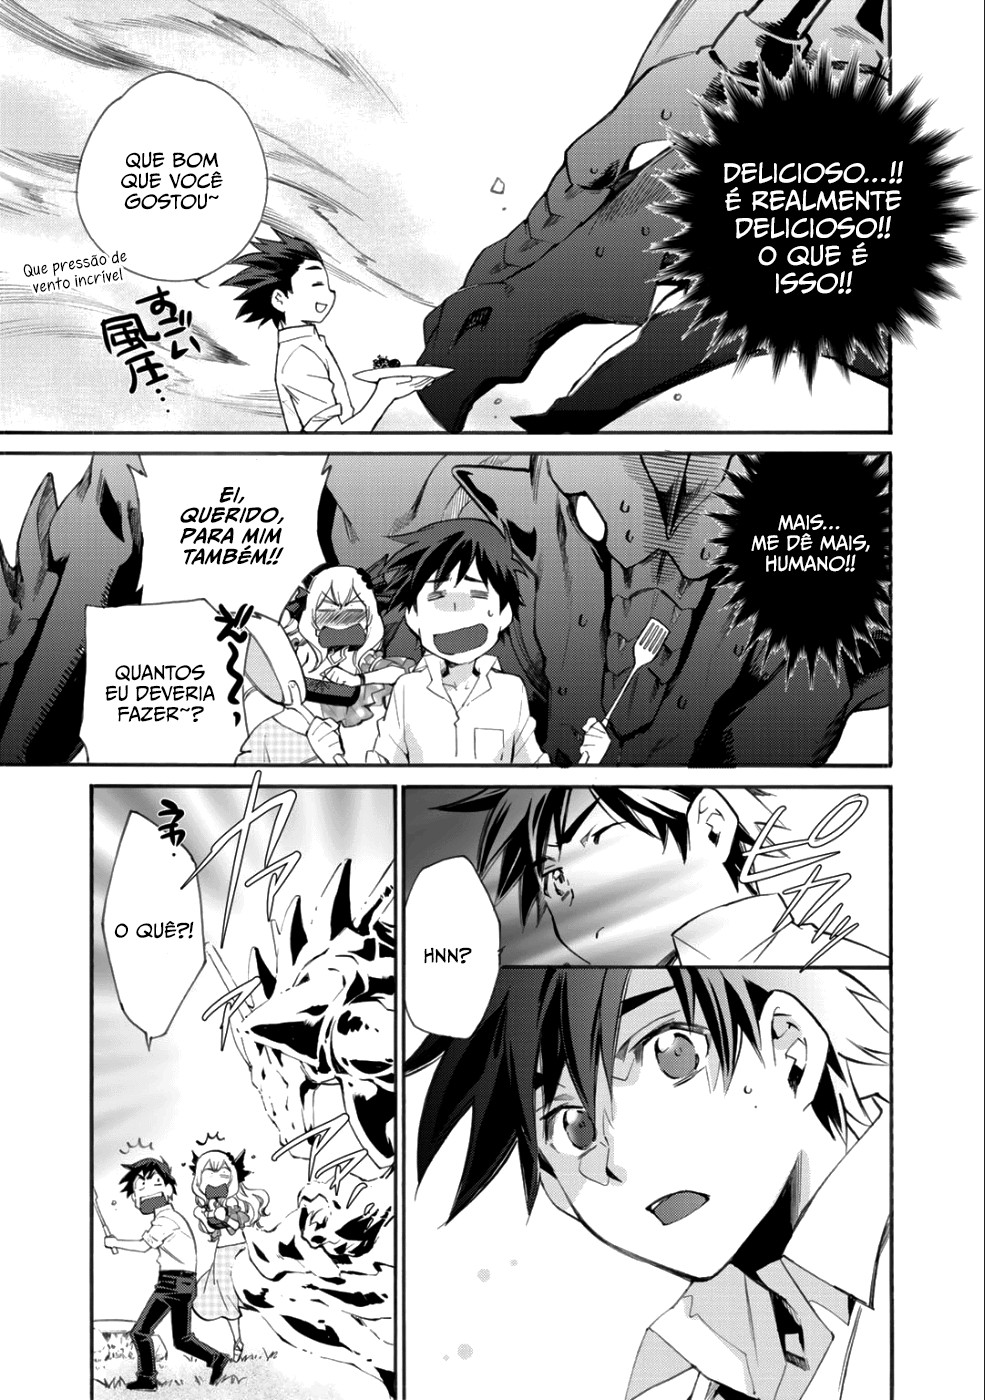 DELICIOSO...!!
É REALMENTE
DELICIOSO!!
O QUE É
ISSO!!
QUE BOM
QUE VOCÊ
GOSTOU~
Que pressão de
vento incrível
すごい
風圧...
MAIS...
ME DÊ MAIS,
HUMANO!!
EI,
QUERIDO,
PARA MIM
TAMBÉM!!
QUANTOS
EU DEVERIA
FAZER~?
HNN?
O QUÊ?!